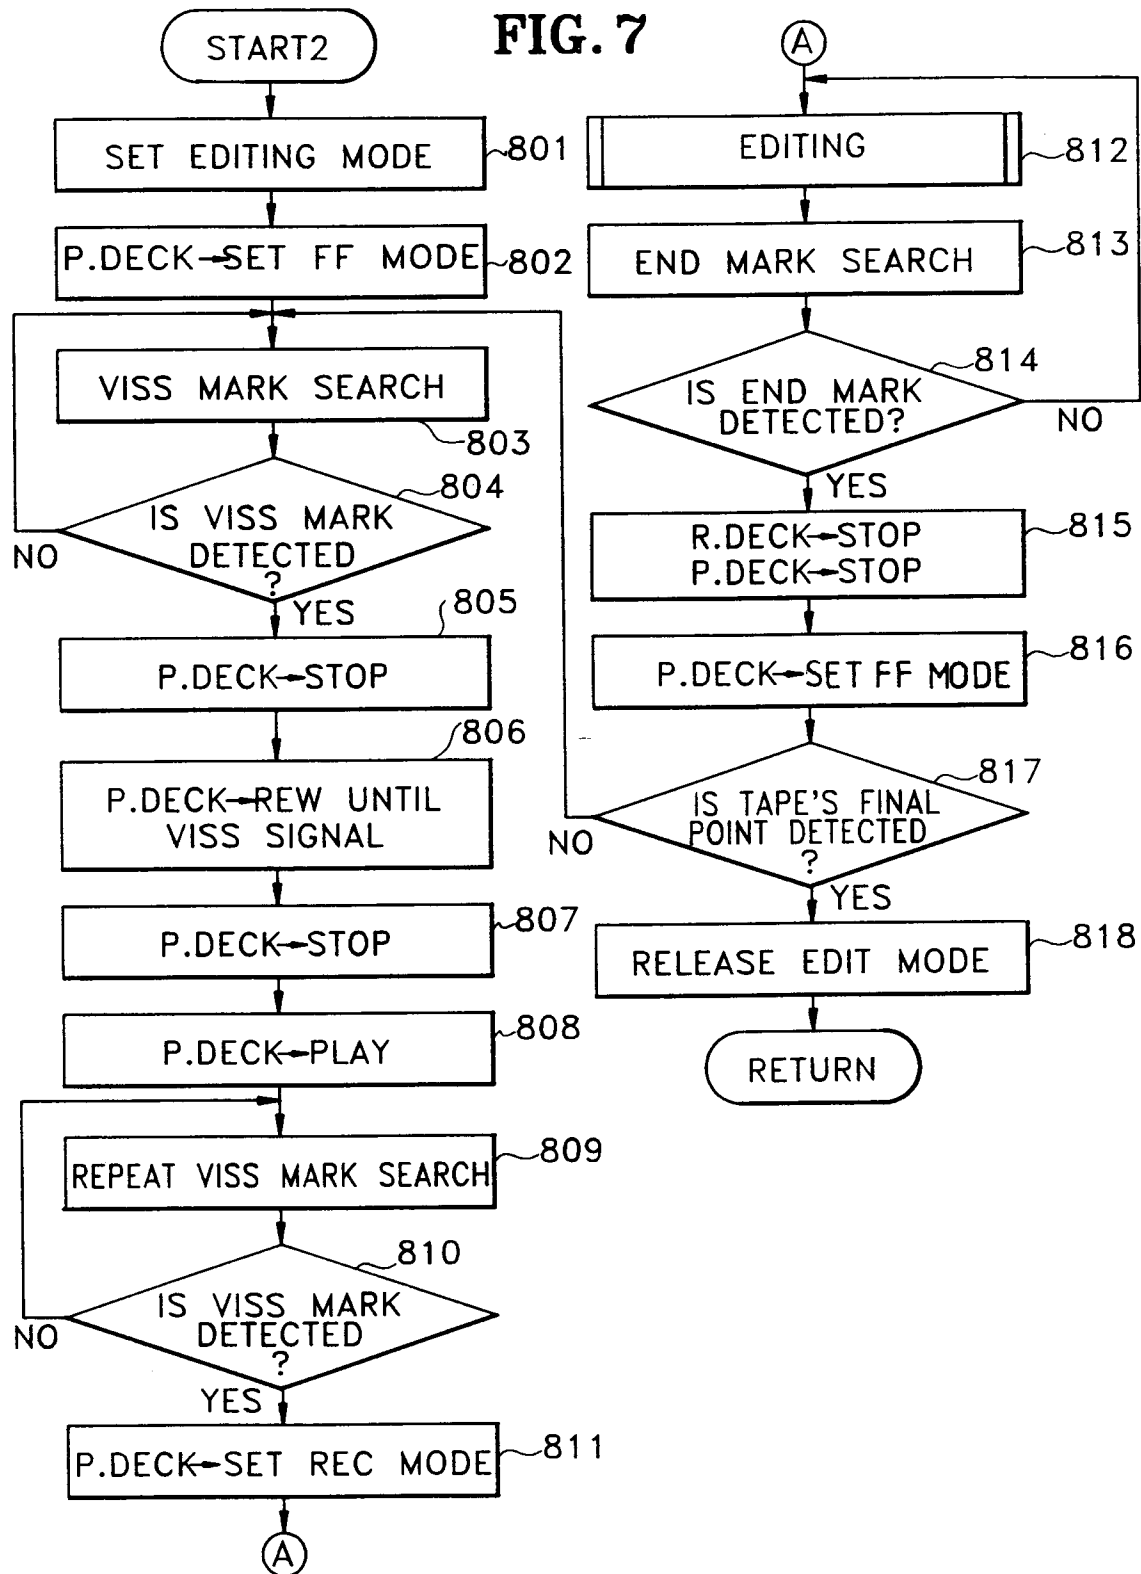 FIG. 7
START2
SET EDITING MODE
801
P.DECK→SET FF MODE
802
VISS MARK SEARCH
803
IS VISS MARK
DETECTED
?
804
NO
YES
805
P.DECK→STOP
806
P.DECK→REW UNTIL
VISS SIGNAL
P.DECK→STOP
807
P.DECK→PLAY
808
REPEAT VISS MARK SEARCH
809
810
IS VISS MARK
DETECTED
?
NO
YES
P.DECK→SET REC MODE
811
A
A
EDITING
812
END MARK SEARCH
813
814
IS END MARK
DETECTED?
NO
YES
R.DECK→STOP
P.DECK→STOP
815
P.DECK→SET FF MODE
816
817
IS TAPE'S FINAL
POINT DETECTED
?
NO
YES
RELEASE EDIT MODE
818
RETURN